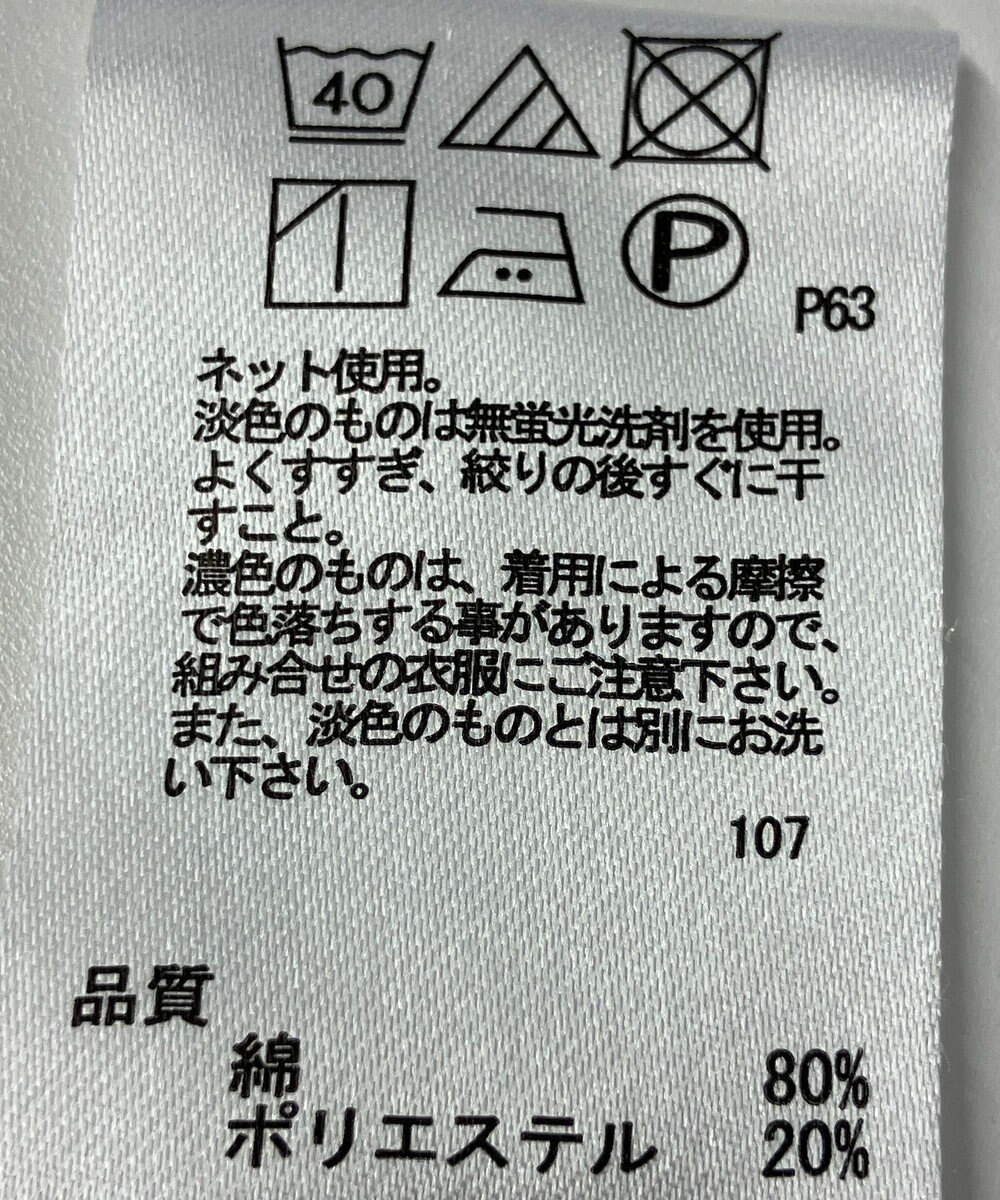 40
P
P63
ネット使用。
淡色のものは無蛍光洗剤を使用。
よくすすぎ、絞りの後すぐに干
すこと。
濃色のものは、着用による摩擦
で色落ちする事がありますので、
組み合せの衣服にご注意下さい。
また、淡色のものとは別にお洗
い下さい。
107
品質
綿 80%
ポリエステル 20%